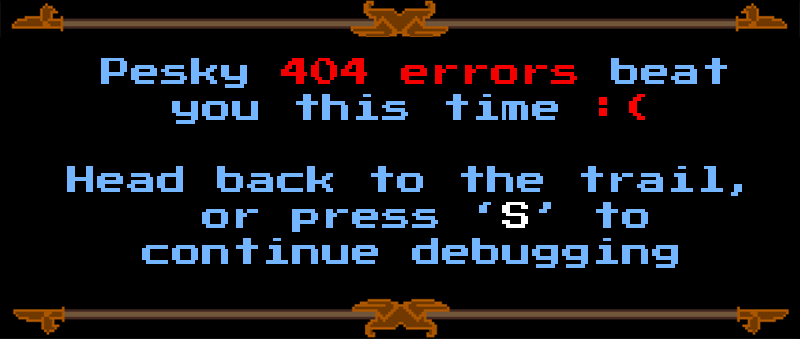 Pesky 404 errors beat
you this time :(
Head back to the trail,
or press ‘S’ to
continue debugging